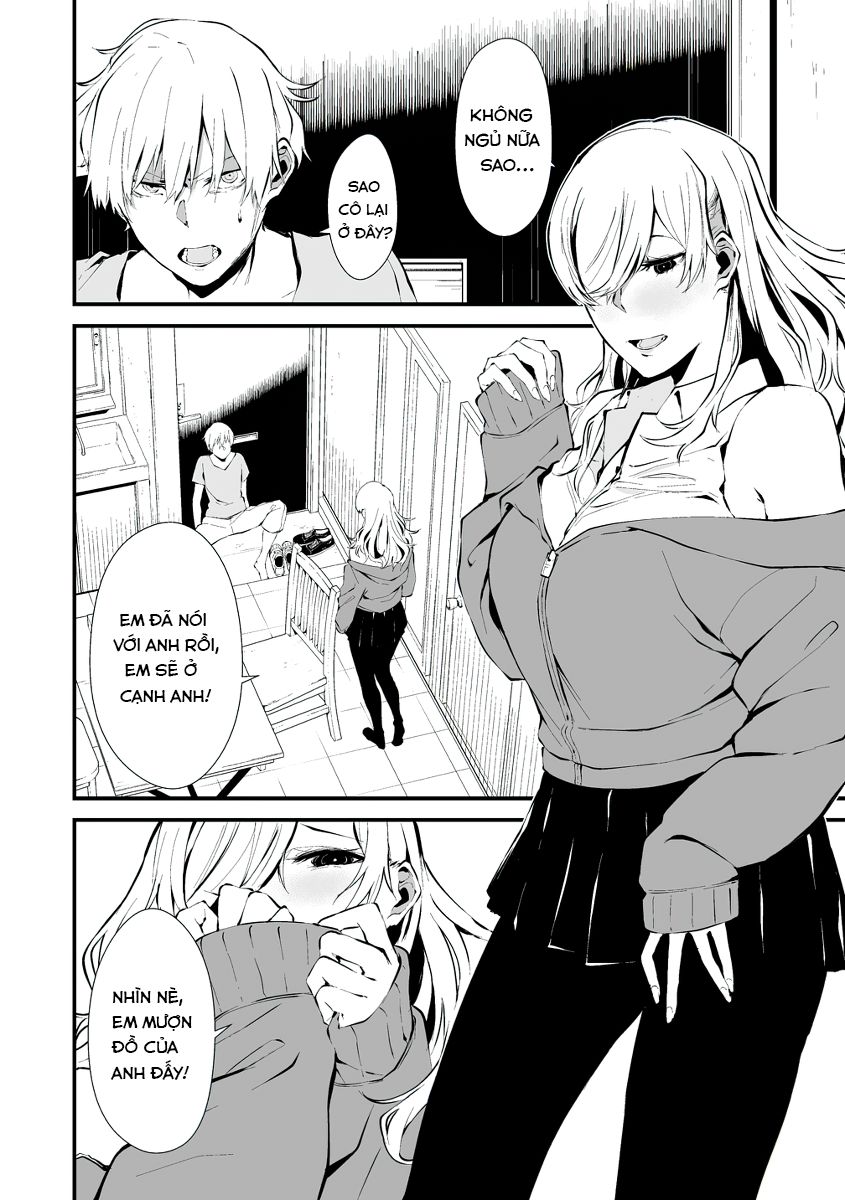 KHÔNG
NGỦ NỮA
SAO...
SAO
CÔ LẠI
Ở ĐÂY?
EM ĐÃ NÓI
VỚI ANH RỒI,
EM SẼ Ở
CẠNH ANH!
NHÌN NÈ,
EM MƯỢN
ĐỒ CỦA
ANH ĐẤY!